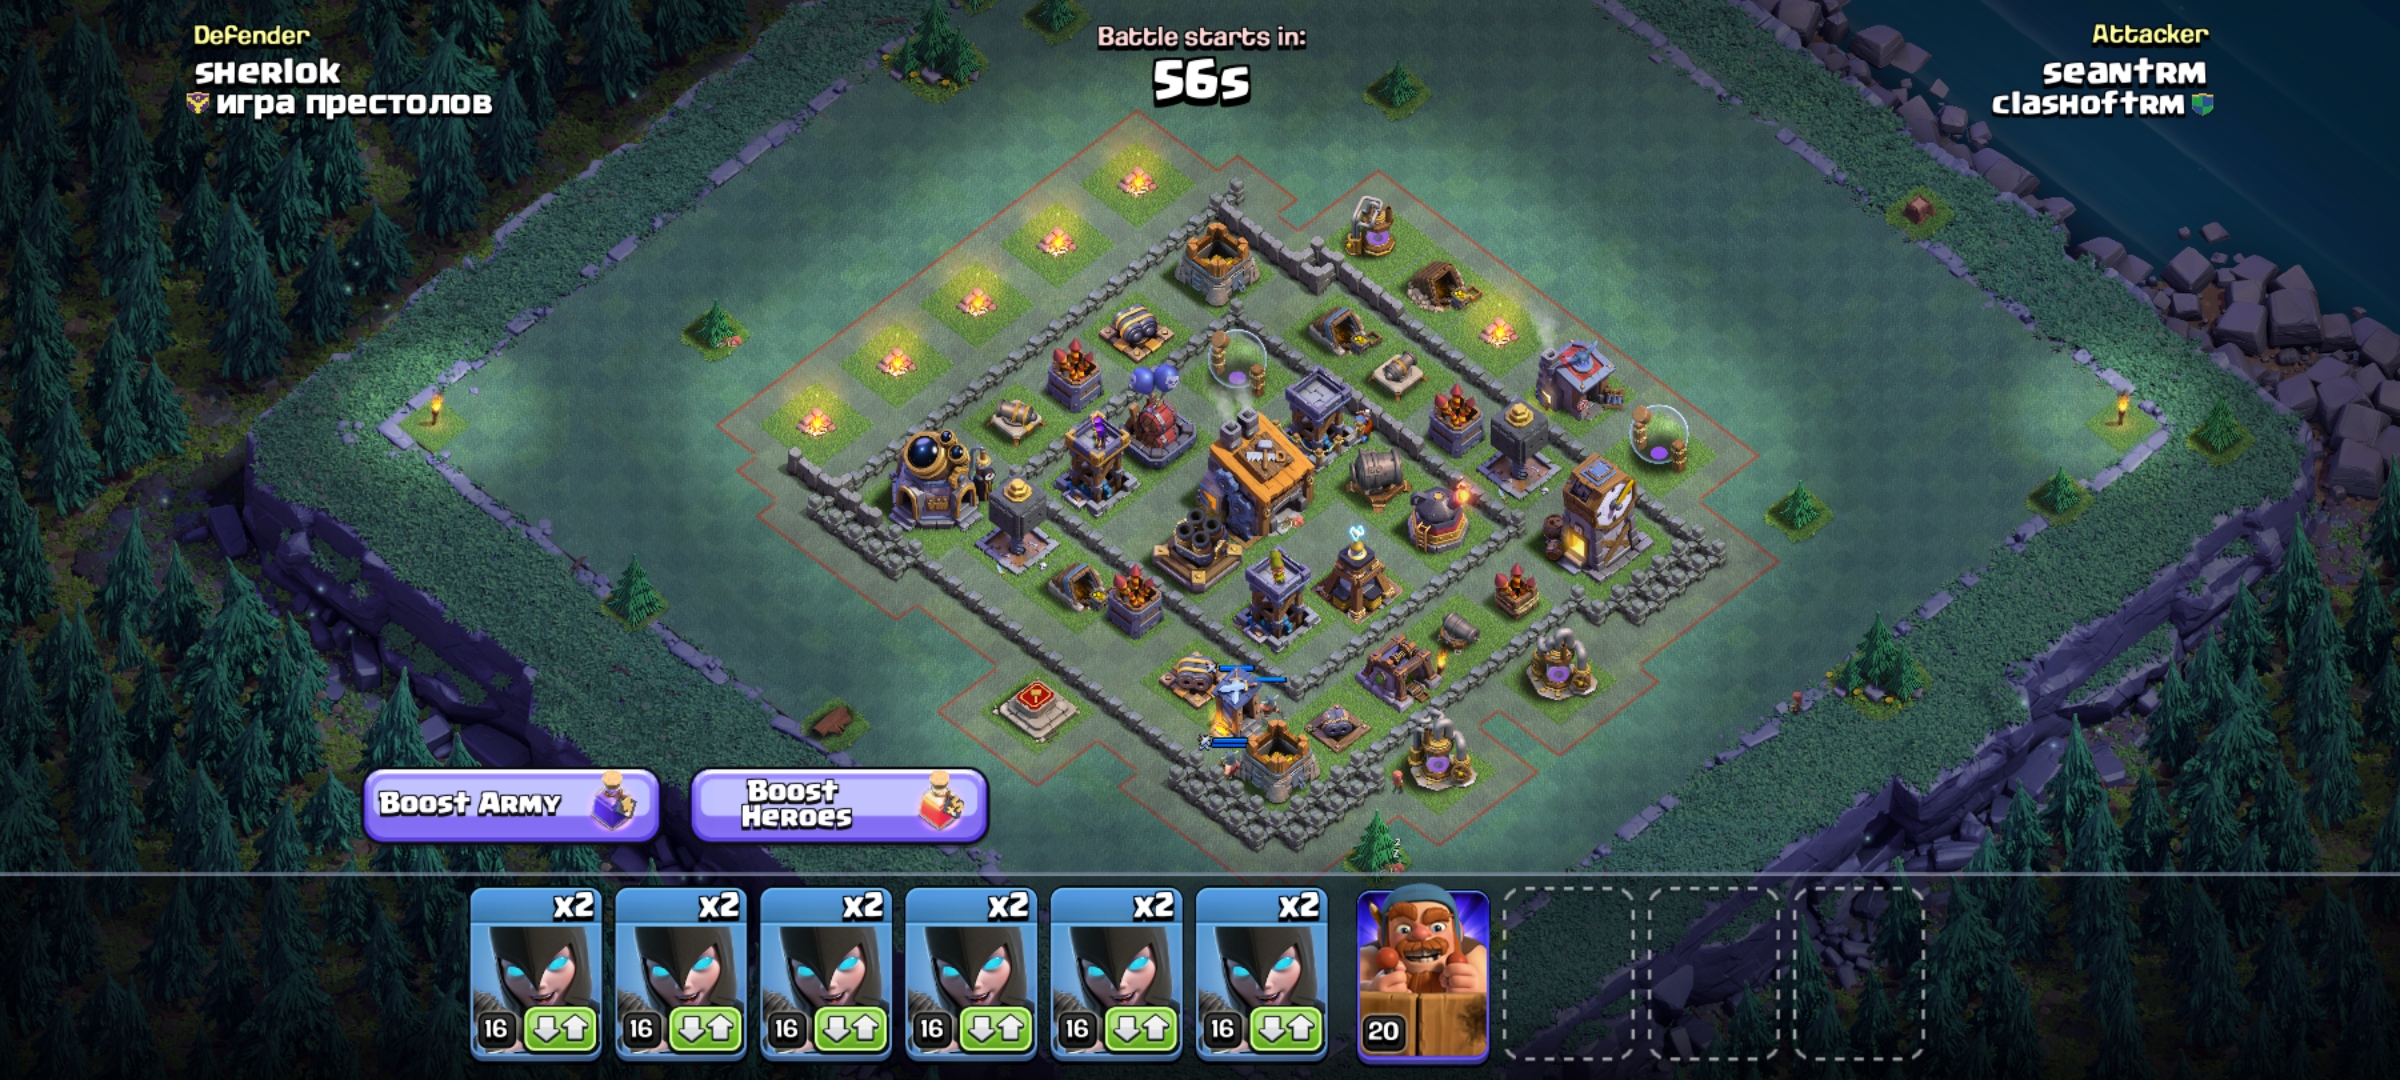 Defender
sHeRlok
игра престолов
Battle starts in:
56s
Attacker
seantRM
clasHoftRM
Boost Army
Boost
Heroes
x2
x2
x2
x2
x2
x2
16
16
16
16
16
16
20